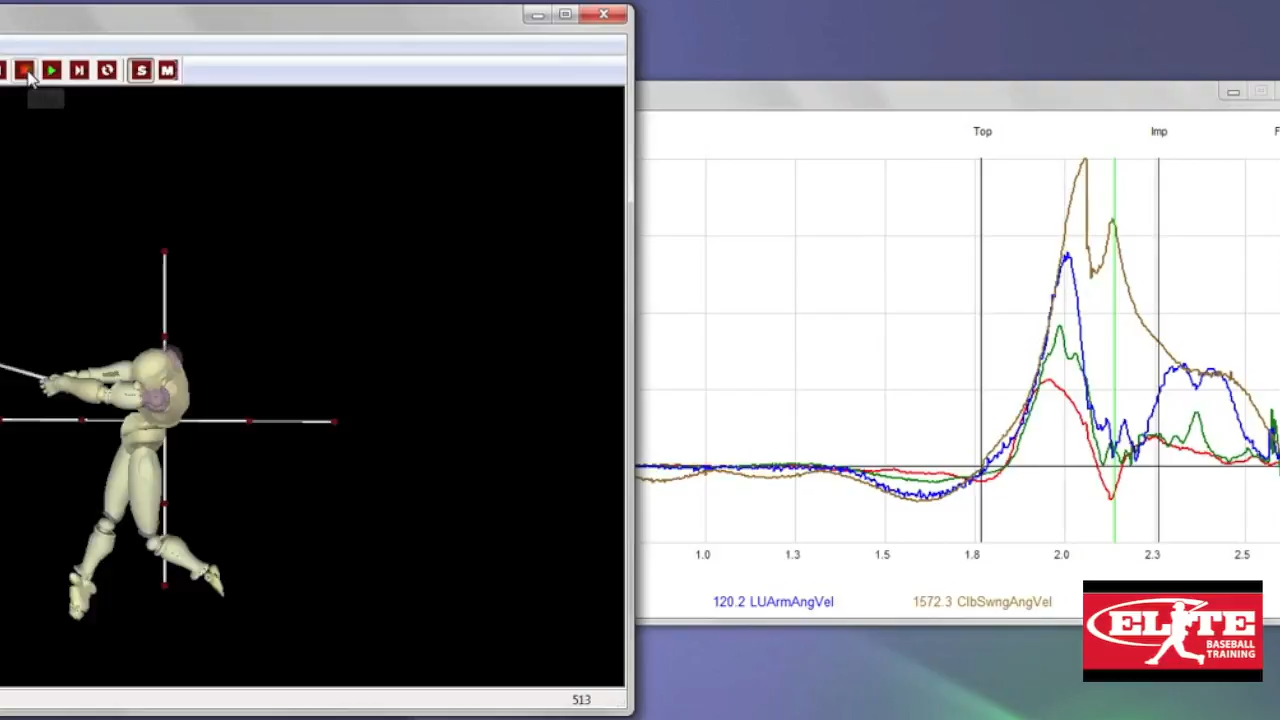 S M
Top Imp F
1.0 1.3 1.5 1.8 2.0 2.3 2.5
120.2 LUArmAngVel 1572.3 ClbSwngAngVel
ELITE
BASEBALL
TRAINING
513